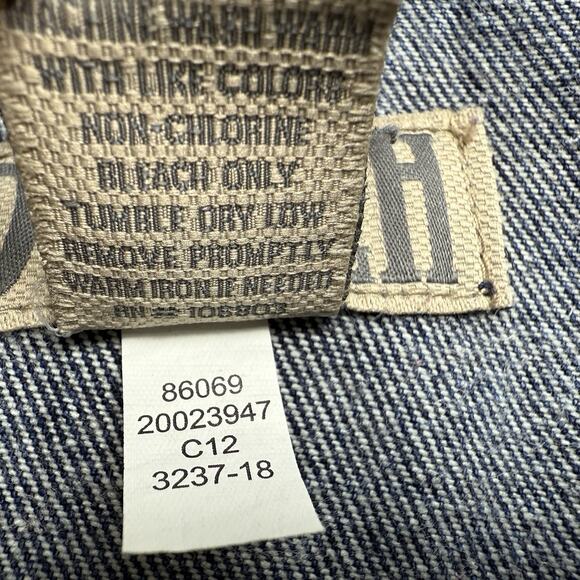 MACHINE WASH WARM
WITH LIKE COLORS
NON-CHLORINE
BLEACH ONLY
TUMBLE DRY LOW
REMOVE PROMPTLY
WARM IRON IF NEEDED
H
86069
20023947
C12
3237-18